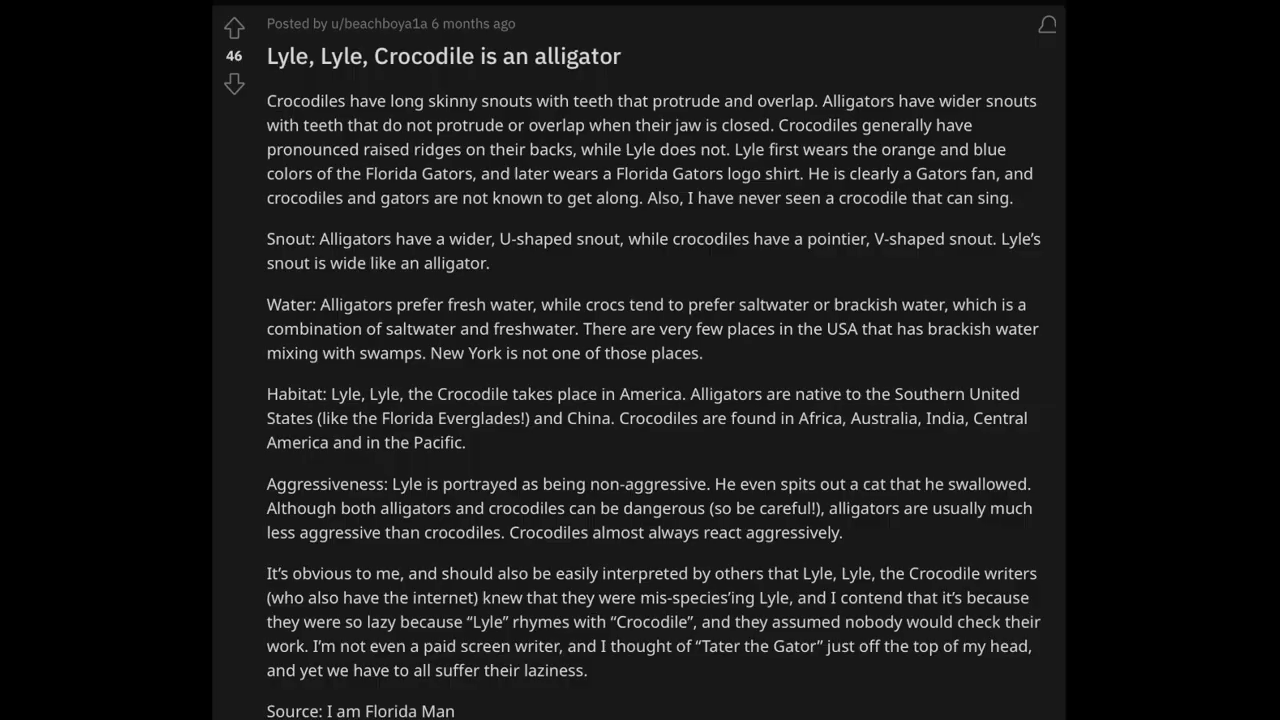 Posted by u/beachboya1a 6 months ago
46
Lyle, Lyle, Crocodile is an alligator
Crocodiles have long skinny snouts with teeth that protrude and overlap. Alligators have wider snouts
with teeth that do not protrude or overlap when their jaw is closed. Crocodiles generally have
pronounced raised ridges on their backs, while Lyle does not. Lyle first wears the orange and blue
colors of the Florida Gators, and later wears a Florida Gators logo shirt. He is clearly a Gators fan, and
crocodiles and gators are not known to get along. Also, I have never seen a crocodile that can sing.
Snout: Alligators have a wider, U-shaped snout, while crocodiles have a pointier, V-shaped snout. Lyle’s
snout is wide like an alligator.
Water: Alligators prefer fresh water, while crocs tend to prefer saltwater or brackish water, which is a
combination of saltwater and freshwater. There are very few places in the USA that has brackish water
mixing with swamps. New York is not one of those places.
Habitat: Lyle, Lyle, the Crocodile takes place in America. Alligators are native to the Southern United
States (like the Florida Everglades!) and China. Crocodiles are found in Africa, Australia, India, Central
America and in the Pacific.
Aggressiveness: Lyle is portrayed as being non-aggressive. He even spits out a cat that he swallowed.
Although both alligators and crocodiles can be dangerous (so be careful!), alligators are usually much
less aggressive than crocodiles. Crocodiles almost always react aggressively.
It’s obvious to me, and should also be easily interpreted by others that Lyle, Lyle, the Crocodile writers
(who also have the internet) knew that they were mis-species’ing Lyle, and I contend that it’s because
they were so lazy because “Lyle” rhymes with “Crocodile”, and they assumed nobody would check their
work. I’m not even a paid screen writer, and I thought of “Tater the Gator” just off the top of my head,
and yet we have to all suffer their laziness.
Source: I am Florida Man